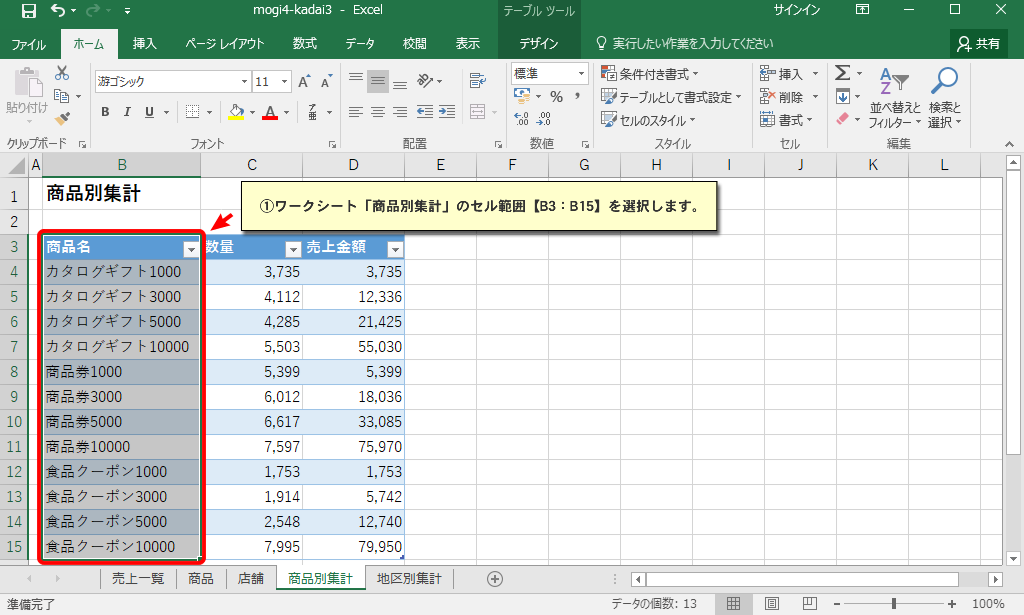 mogi4-kadai3 - Excel
テーブル ツール
サインイン
ファイル ホーム 挿入 ページ レイアウト 数式 データ 校閲 表示 デザイン 実行したい作業を入力してください 共有
貼り付け
游ゴシック 11
B I U
標準
条件付き書式
テーブルとして書式設定
セルのスタイル
挿入
削除
書式
並べ替えと
フィルター
検索と
選択
クリップボード フォント 配置 数値 スタイル セル 編集
A B C D E F G H I J K L
1 商品別集計
①ワークシート「商品別集計」のセル範囲【B3：B15】を選択します。
2
3 商品名 数量 売上金額
4 カタログギフト1000 3,735 3,735
5 カタログギフト3000 4,112 12,336
6 カタログギフト5000 4,285 21,425
7 カタログギフト10000 5,503 55,030
8 商品券1000 5,399 5,399
9 商品券3000 6,012 18,036
10 商品券5000 6,617 33,085
11 商品券10000 7,597 75,970
12 食品クーポン1000 1,753 1,753
13 食品クーポン3000 1,914 5,742
14 食品クーポン5000 2,548 12,740
15 食品クーポン10000 7,995 79,950
売上一覧 商品 店舗 商品別集計 地区別集計
準備完了 データの個数: 13 100%